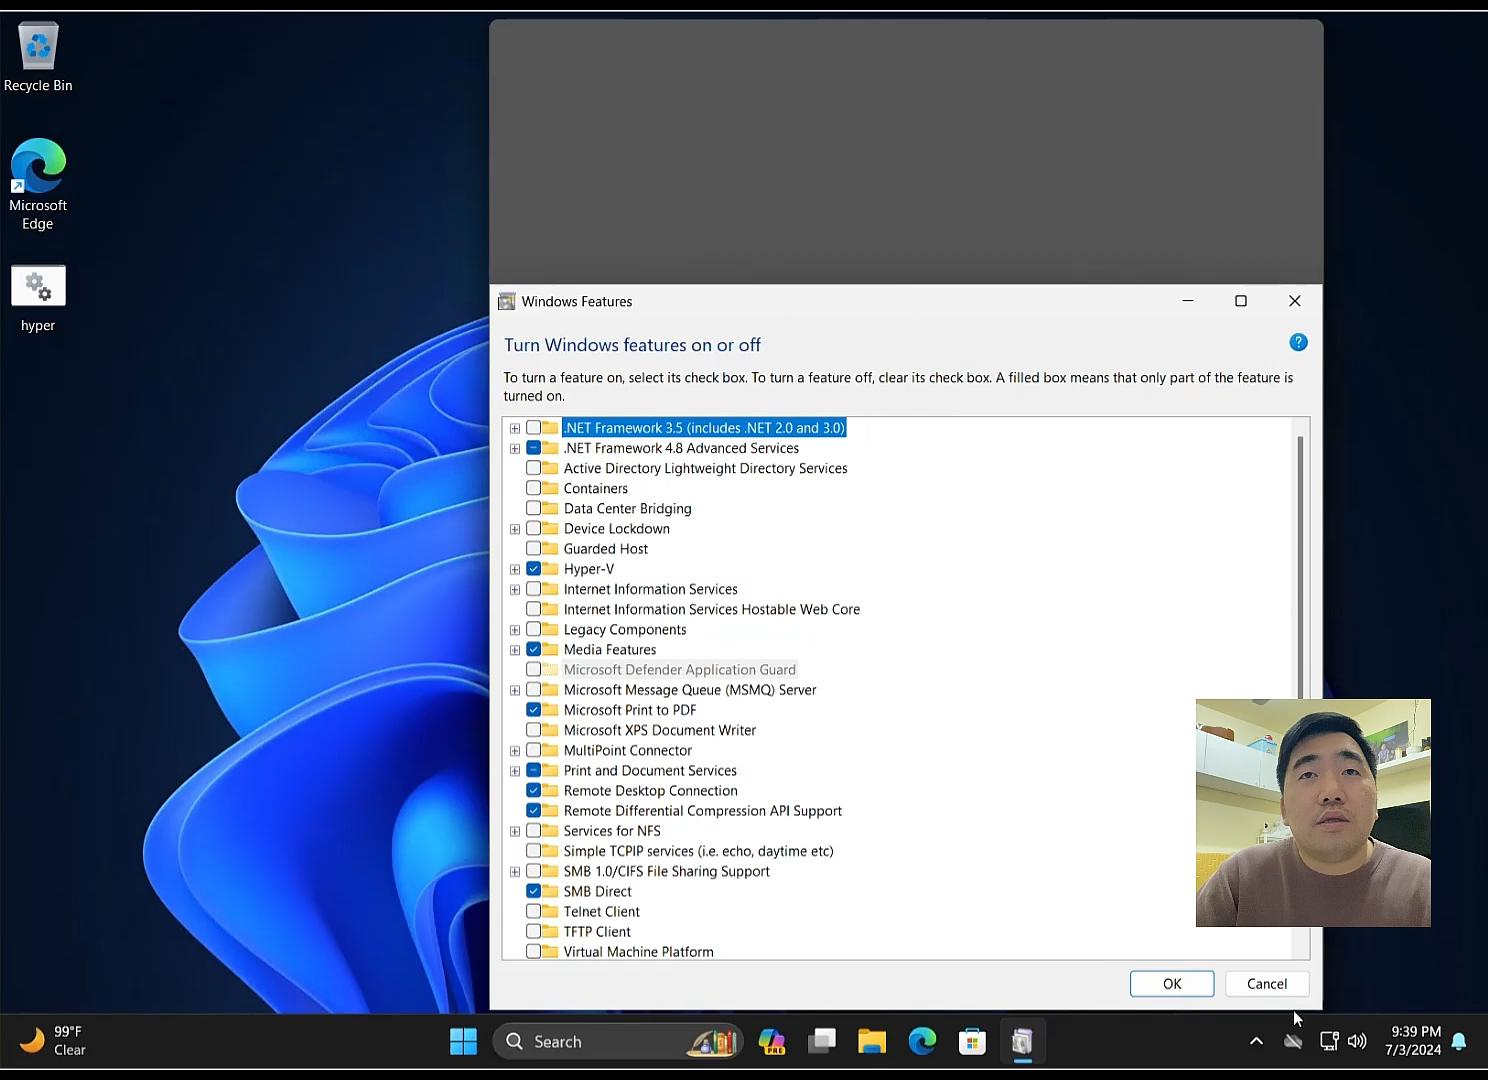 Recycle Bin
Microsoft
Edge
hyper
Windows Features
Turn Windows features on or off
?
To turn a feature on, select its check box. To turn a feature off, clear its check box. A filled box means that only part of the feature is
turned on.
.NET Framework 3.5 (includes .NET 2.0 and 3.0)
.NET Framework 4.8 Advanced Services
Active Directory Lightweight Directory Services
Containers
Data Center Bridging
Device Lockdown
Guarded Host
Hyper-V
Internet Information Services
Internet Information Services Hostable Web Core
Legacy Components
Media Features
Microsoft Defender Application Guard
Microsoft Message Queue (MSMQ) Server
Microsoft Print to PDF
Microsoft XPS Document Writer
MultiPoint Connector
Print and Document Services
Remote Desktop Connection
Remote Differential Compression API Support
Services for NFS
Simple TCPIP services (i.e. echo, daytime etc)
SMB 1.0/CIFS File Sharing Support
SMB Direct
Telnet Client
TFTP Client
Virtual Machine Platform
OK
Cancel
99°F
Clear
Search
PRE
9:39 PM
7/3/2024